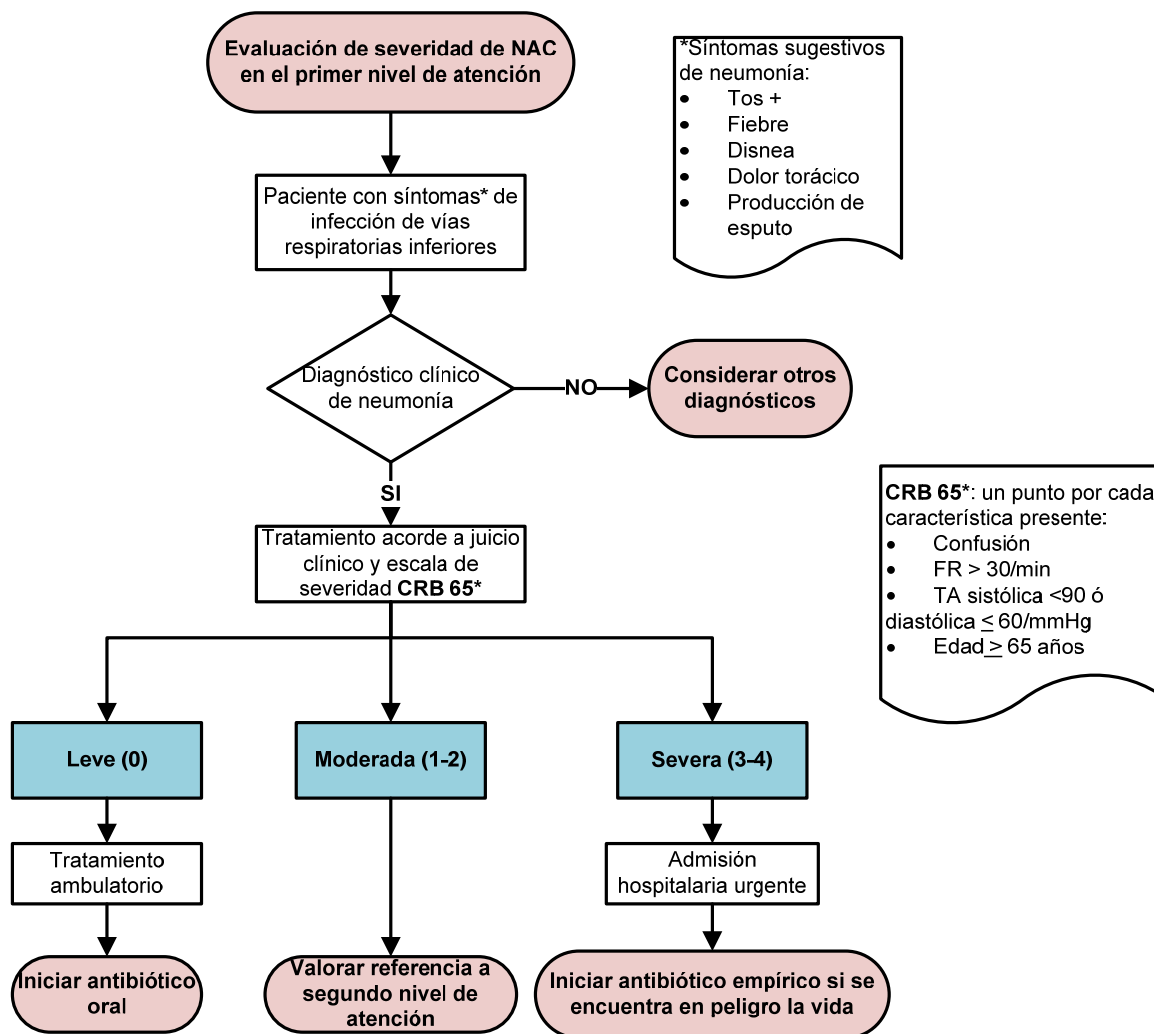 Evaluación de severidad de NAC
en el primer nivel de atención
*Síntomas sugestivos
de neumonía:
• Tos +
• Fiebre
• Disnea
• Dolor torácico
• Producción de
esputo
Paciente con síntomas* de
infección de vías
respiratorias inferiores
Diagnóstico clínico
de neumonía
NO
Considerar otros
diagnósticos
SI
CRB 65*: un punto por cada
característica presente:
• Confusión
• FR > 30/min
• TA sistólica <90 ó
diastólica ≤ 60/mmHg
• Edad ≥ 65 años
Tratamiento acorde a juicio
clínico y escala de
severidad CRB 65*
Leve (0)
Moderada (1-2)
Severa (3-4)
Tratamiento
ambulatorio
Admisión
hospitalaria urgente
Iniciar antibiótico
oral
Valorar referencia a
segundo nivel de
atención
Iniciar antibiótico empírico si se
encuentra en peligro la vida